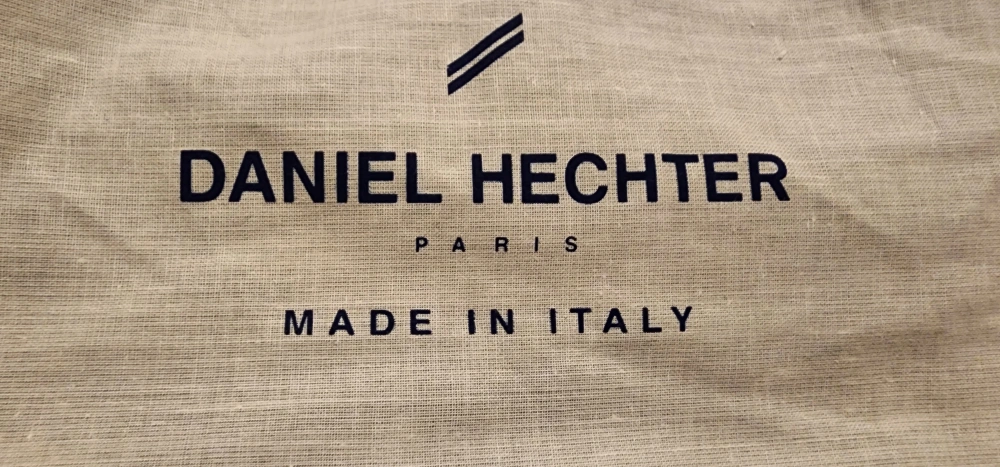 DANIEL HECHTER
PARIS
MADE IN ITALY